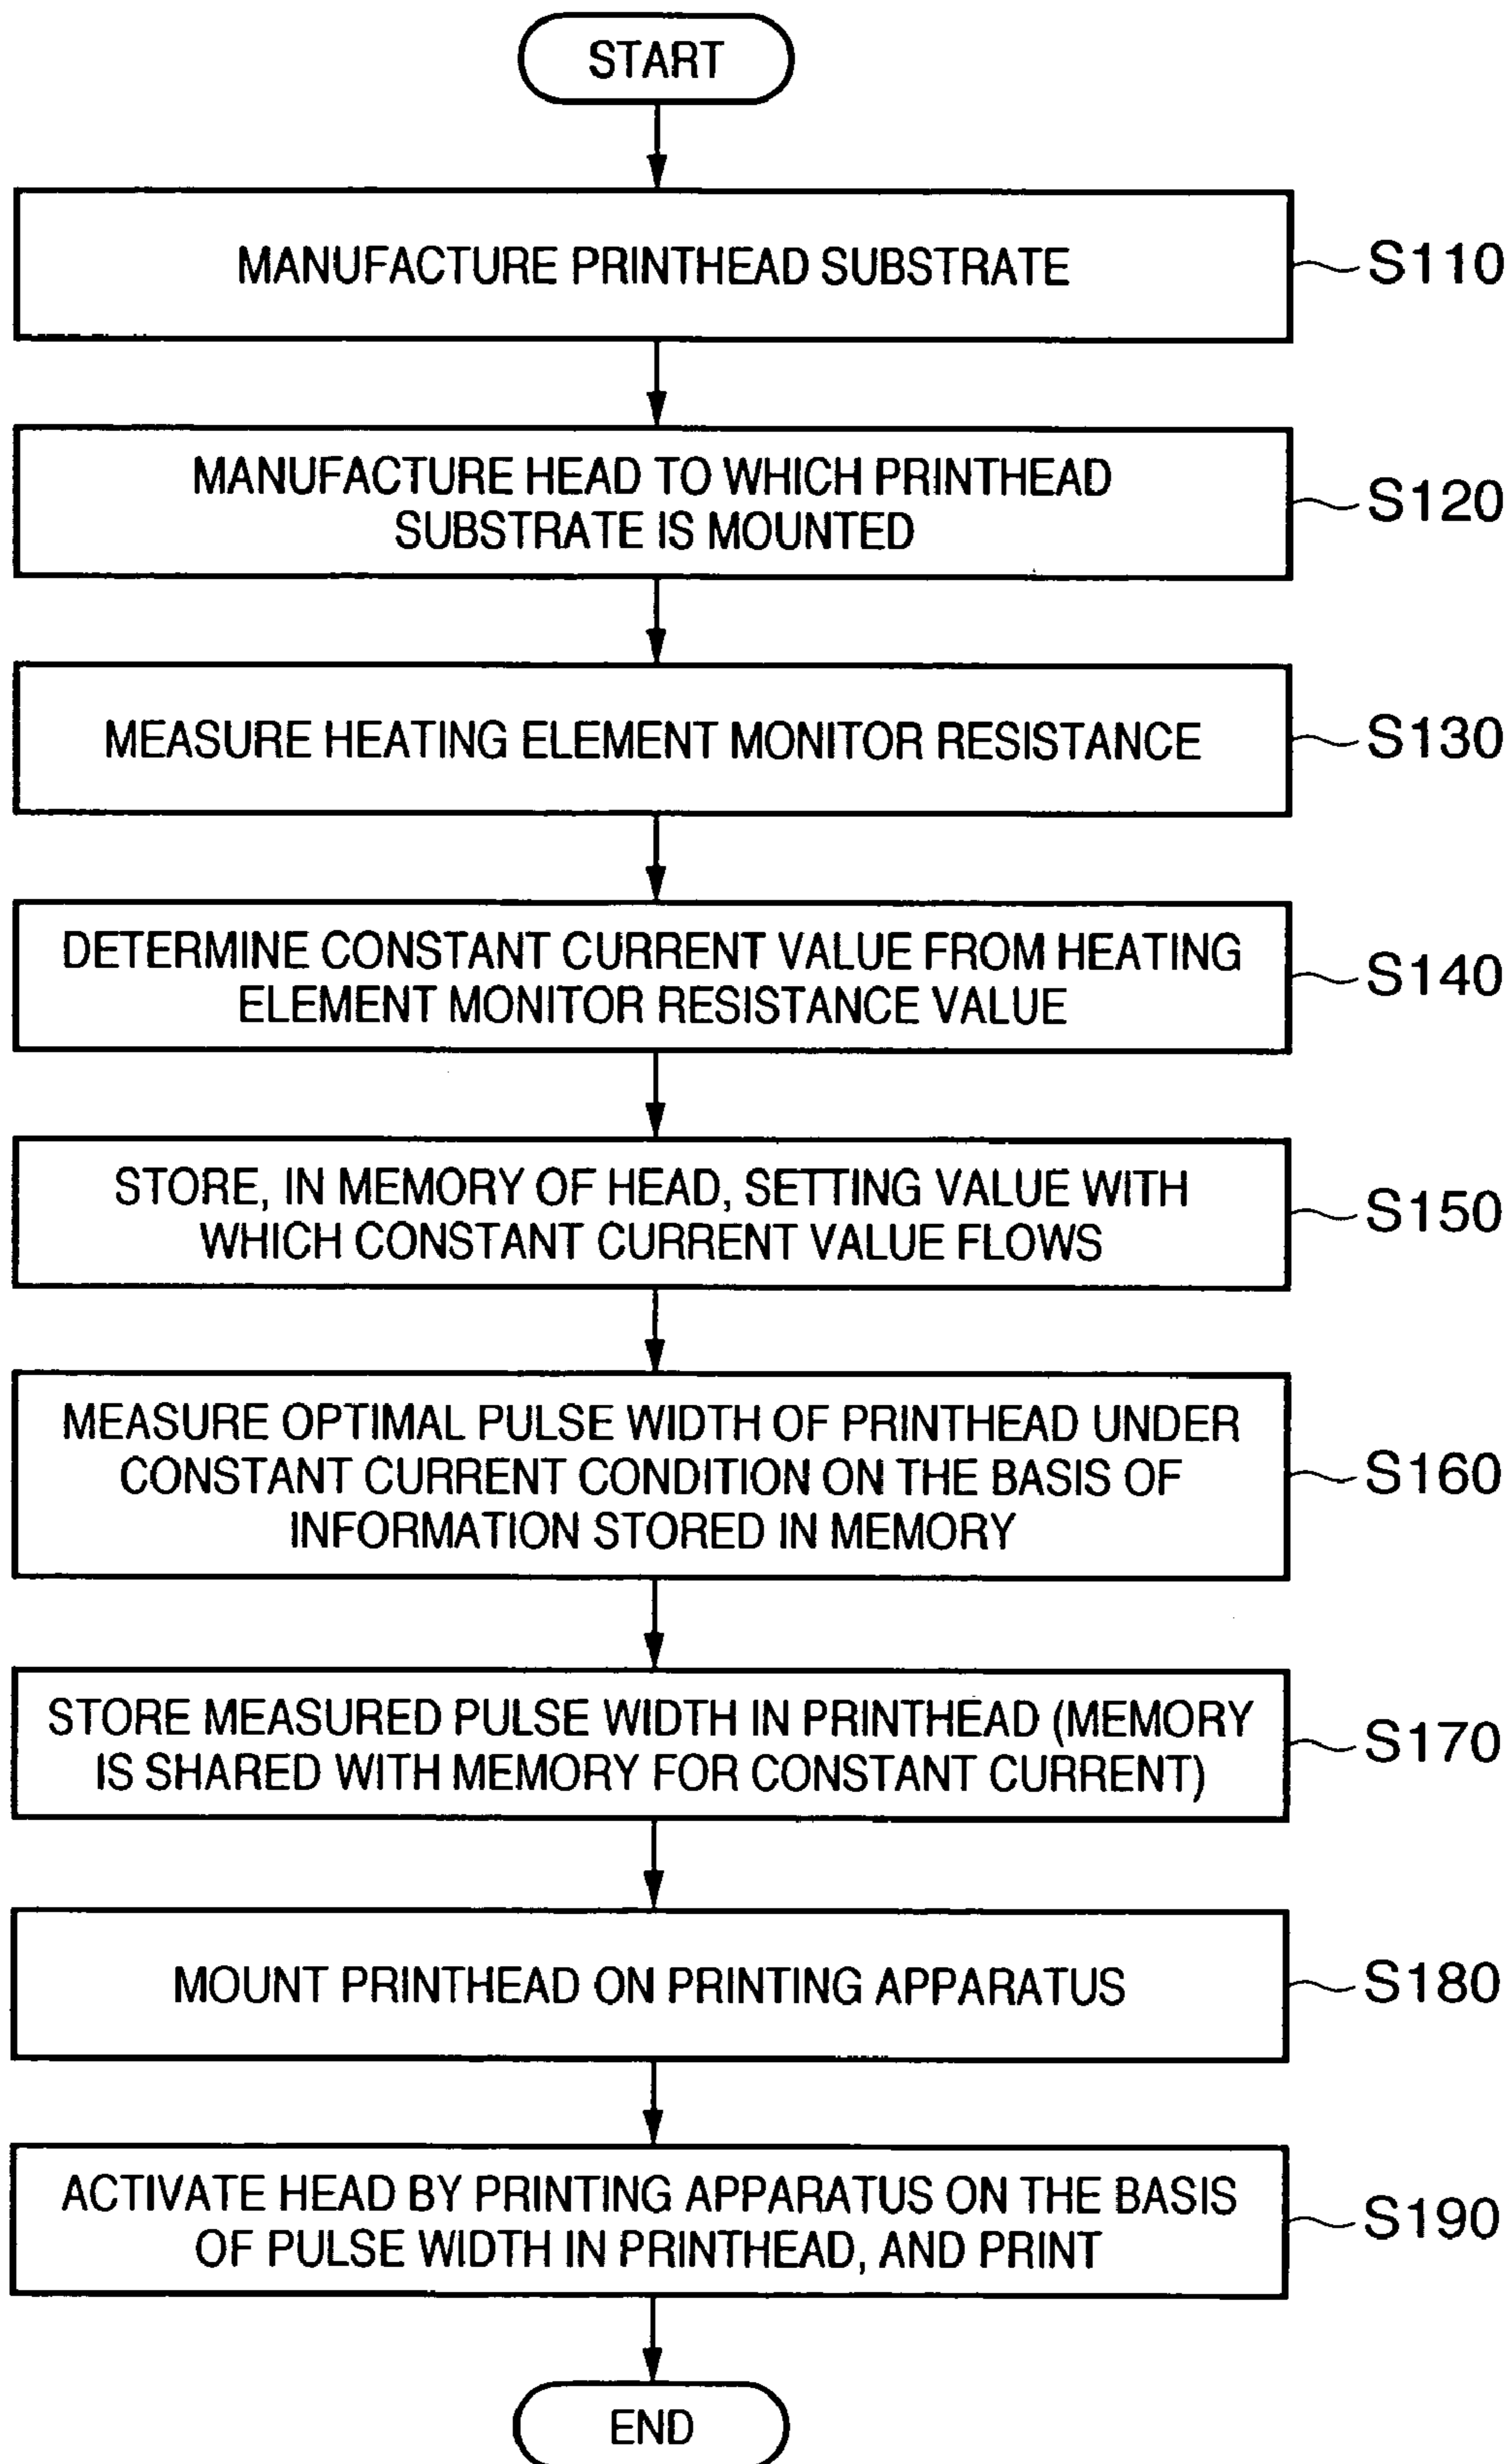 START
MANUFACTURE PRINTHEAD SUBSTRATE
S110
MANUFACTURE HEAD TO WHICH PRINTHEAD
SUBSTRATE IS MOUNTED
S120
MEASURE HEATING ELEMENT MONITOR RESISTANCE
S130
DETERMINE CONSTANT CURRENT VALUE FROM HEATING
ELEMENT MONITOR RESISTANCE VALUE
S140
STORE, IN MEMORY OF HEAD, SETTING VALUE WITH
WHICH CONSTANT CURRENT VALUE FLOWS
S150
MEASURE OPTIMAL PULSE WIDTH OF PRINTHEAD UNDER
CONSTANT CURRENT CONDITION ON THE BASIS OF
INFORMATION STORED IN MEMORY
S160
STORE MEASURED PULSE WIDTH IN PRINTHEAD (MEMORY
IS SHARED WITH MEMORY FOR CONSTANT CURRENT)
S170
MOUNT PRINTHEAD ON PRINTING APPARATUS
S180
ACTIVATE HEAD BY PRINTING APPARATUS ON THE BASIS
OF PULSE WIDTH IN PRINTHEAD, AND PRINT
S190
END